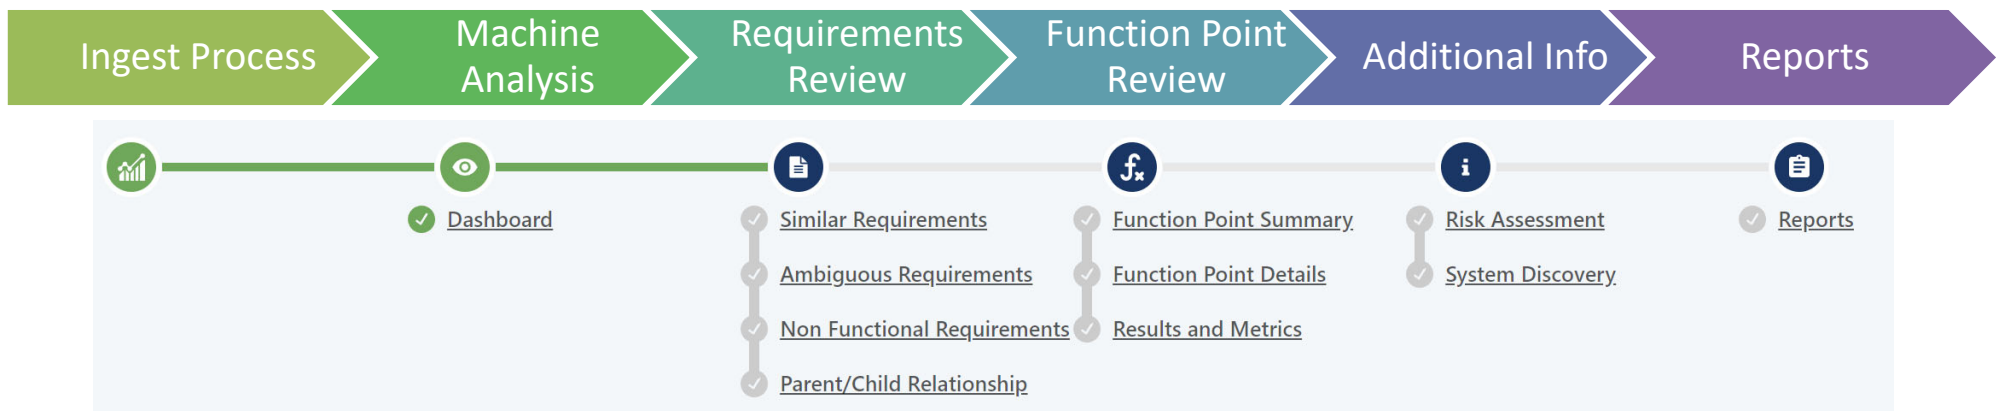 Ingest Process
Machine
Analysis
Requirements
Review
Function Point
Review
Additional Info
Reports
Dashboard
Similar Requirements
Ambiguous Requirements
Non Functional Requirements
Parent/Child Relationship
Function Point Summary
Function Point Details
Results and Metrics
Risk Assessment
System Discovery
Reports